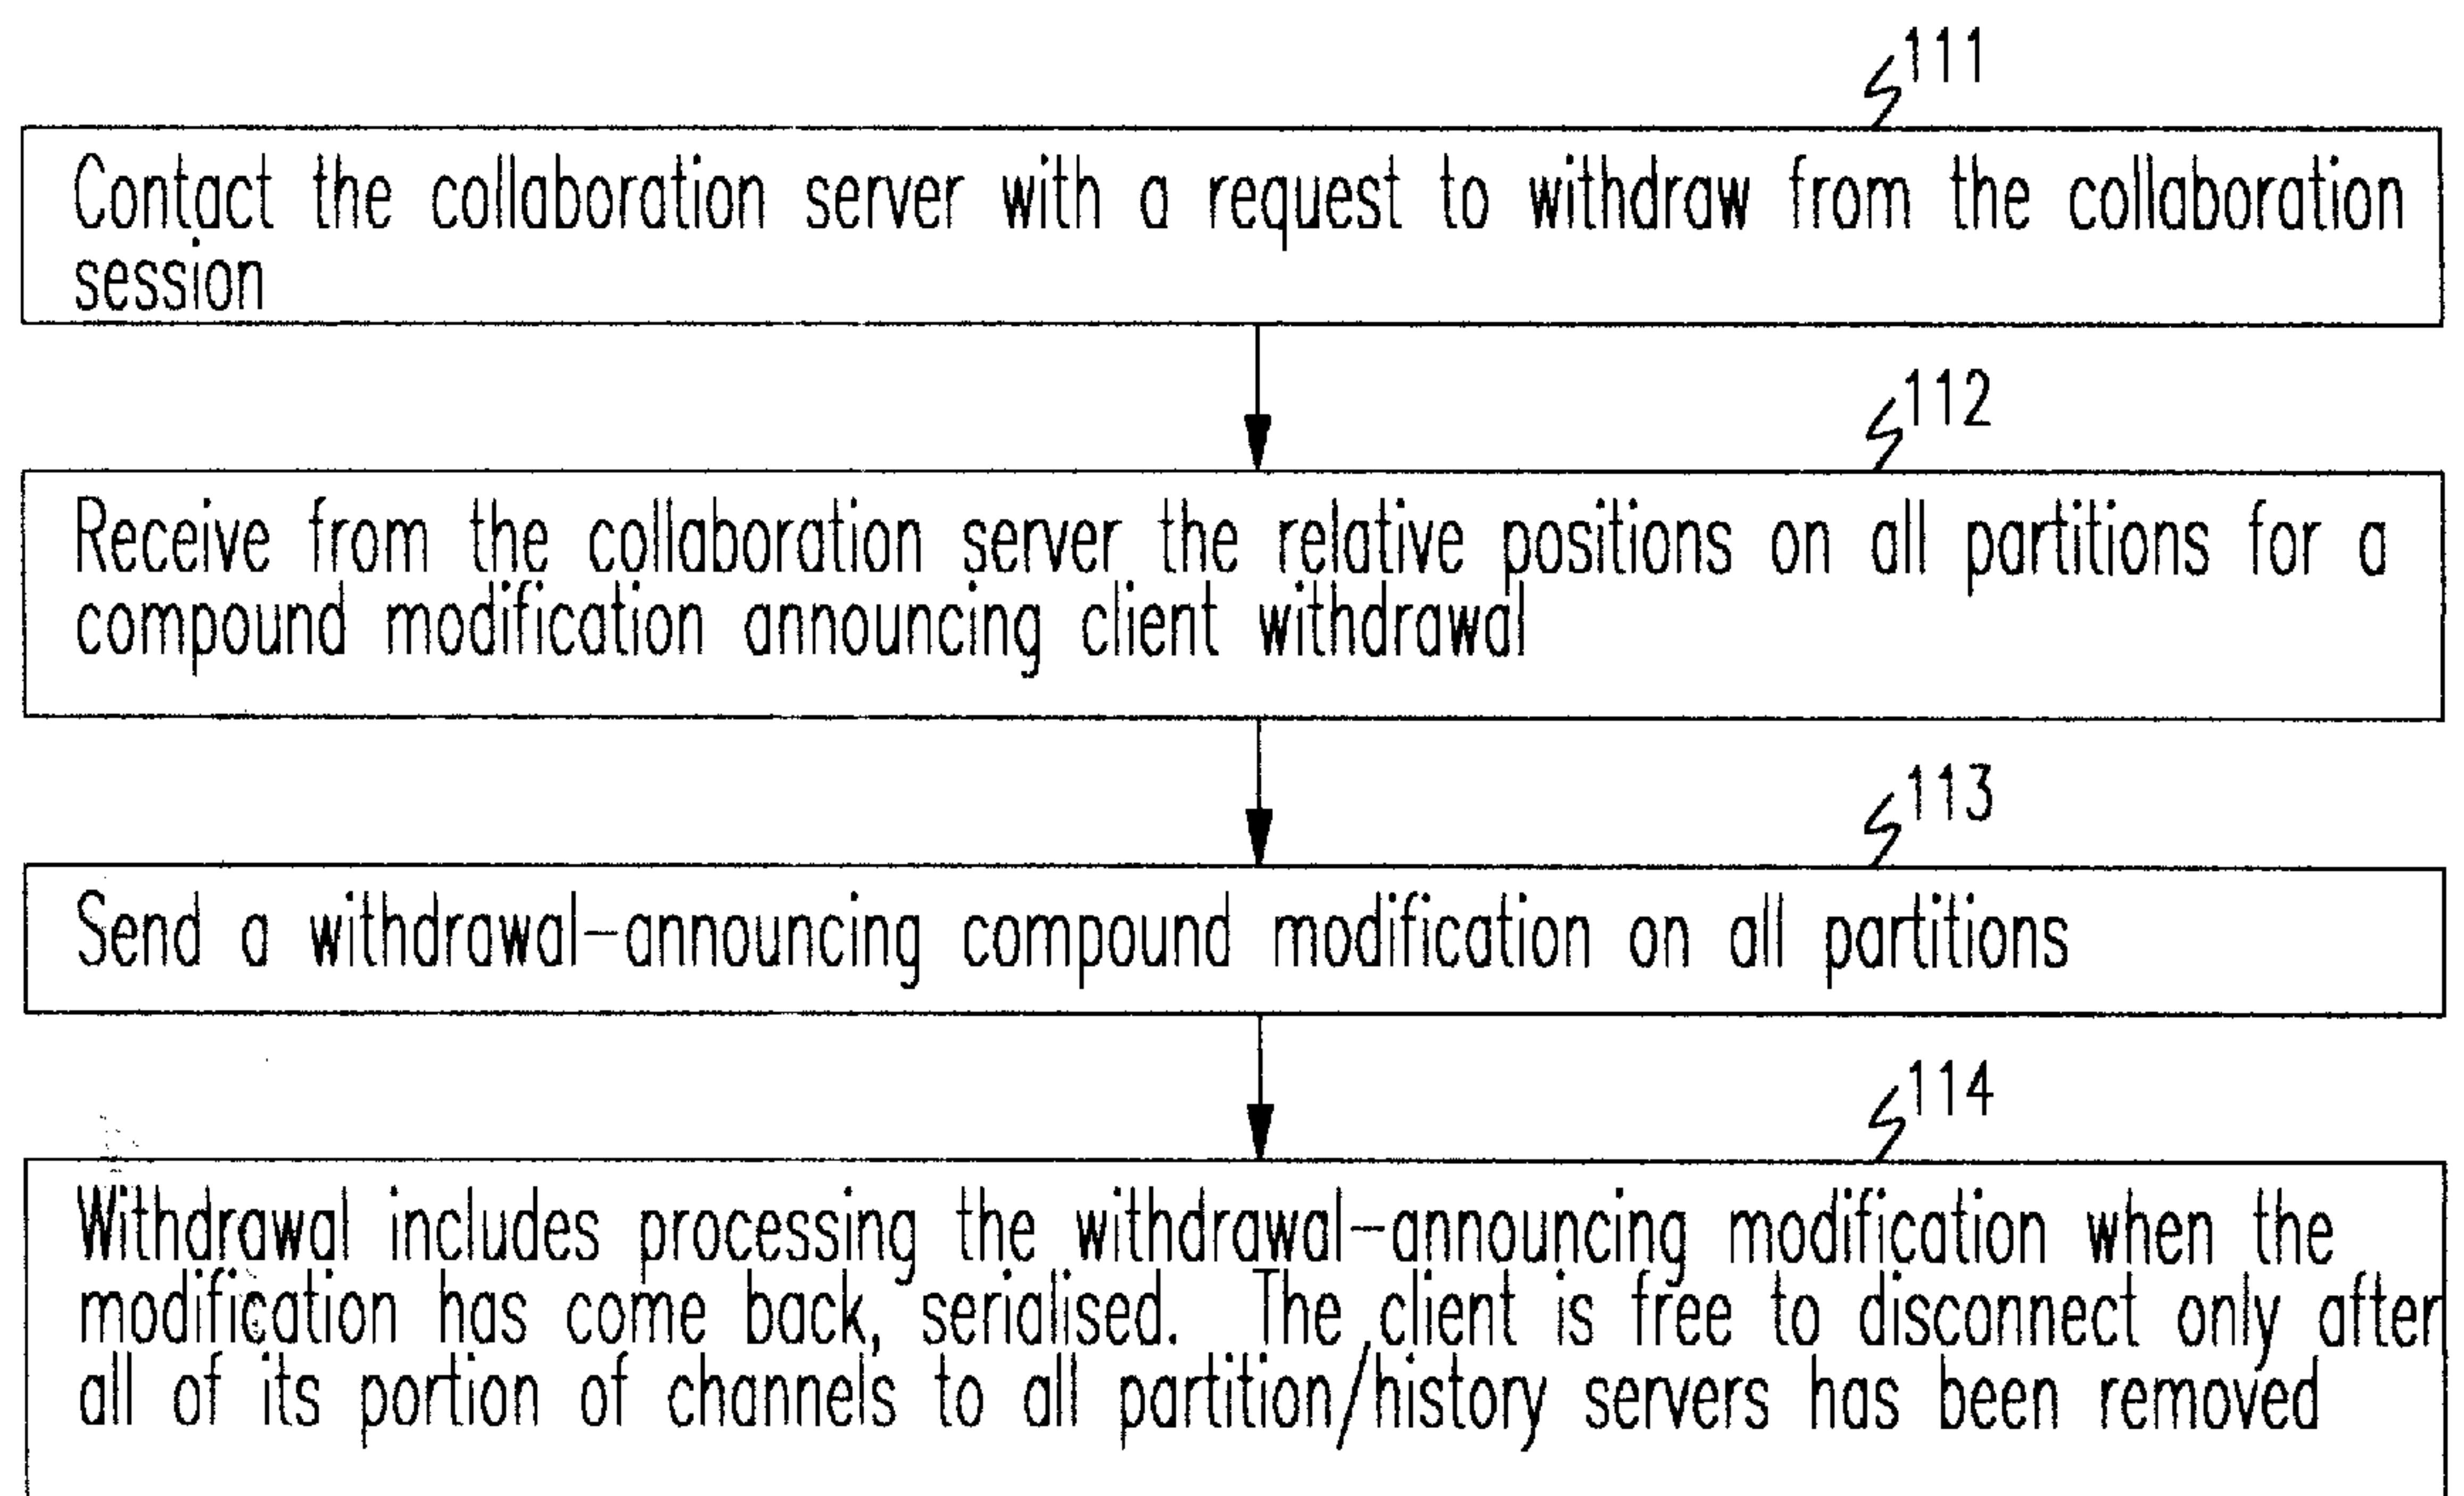 111
Contact the collaboration server with a request to withdraw from the collaboration
session
112
Receive from the collaboration server the relative positions on all partitions for a
compound modification announcing client withdrawal
113
Send a withdrawal-announcing compound modification on all partitions
114
Withdrawal includes processing the withdrawal-announcing modification when the
modification has come back, serialised. The client is free to disconnect only after
all of its portion of channels to all partition/history servers has been removed